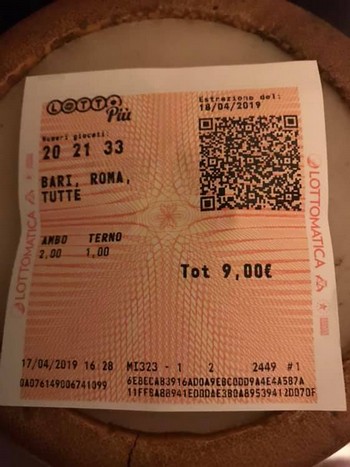 LOTTO
Più
Estrazione del:
18/04/2019
Numeri giocati:
20 21 33
BARI, ROMA,
TUTTE
AMBO TERNO
2,00 1,00
Tot 9,00€
LOTTOMATICA
LOTTOMATICA
17/04/2019 16 28 MI323 - 1 2 2449 #1
0A076149006741099